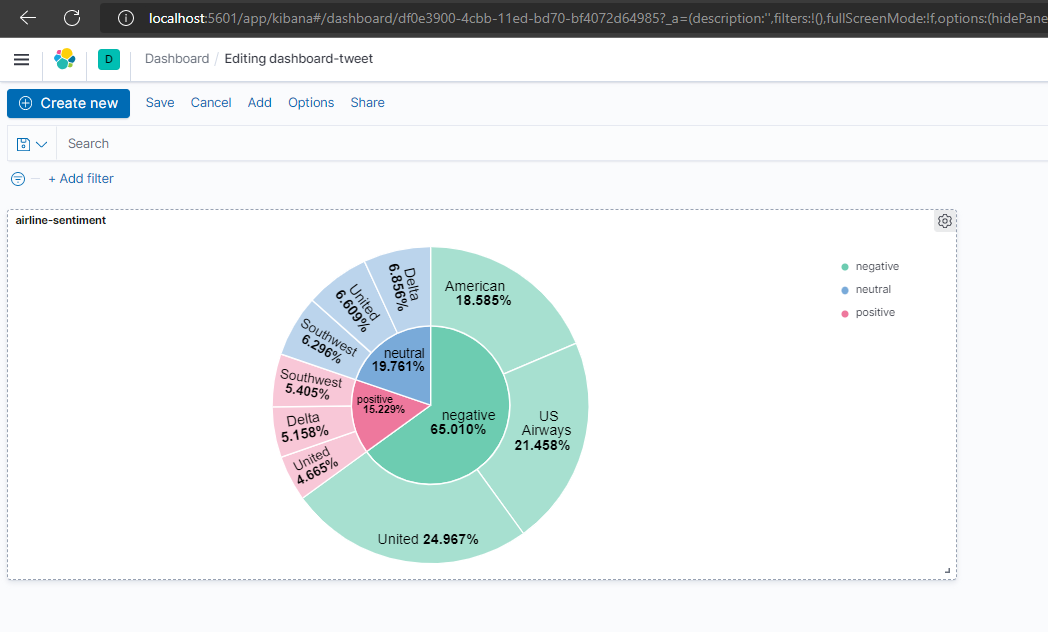 localhost:5601/app/kibana#/dashboard/df0e3900-4cbb-11ed-bd70-bf4072d64985?_a=(description:'',filters:!(),fullScreenMode:!f,options:(hidePane
D Dashboard / Editing dashboard-tweet
Create new Save Cancel Add Options Share
Search
+ Add filter
airline-sentiment
negative
neutral
positive
American
18.585%
US
Airways
21.458%
United 24.967%
negative
65.010%
neutral
19.761%
positive
15.229%
Delta
6.856%
United
6.609%
Southwest
6.296%
Southwest
5.405%
Delta
5.158%
United
4.665%